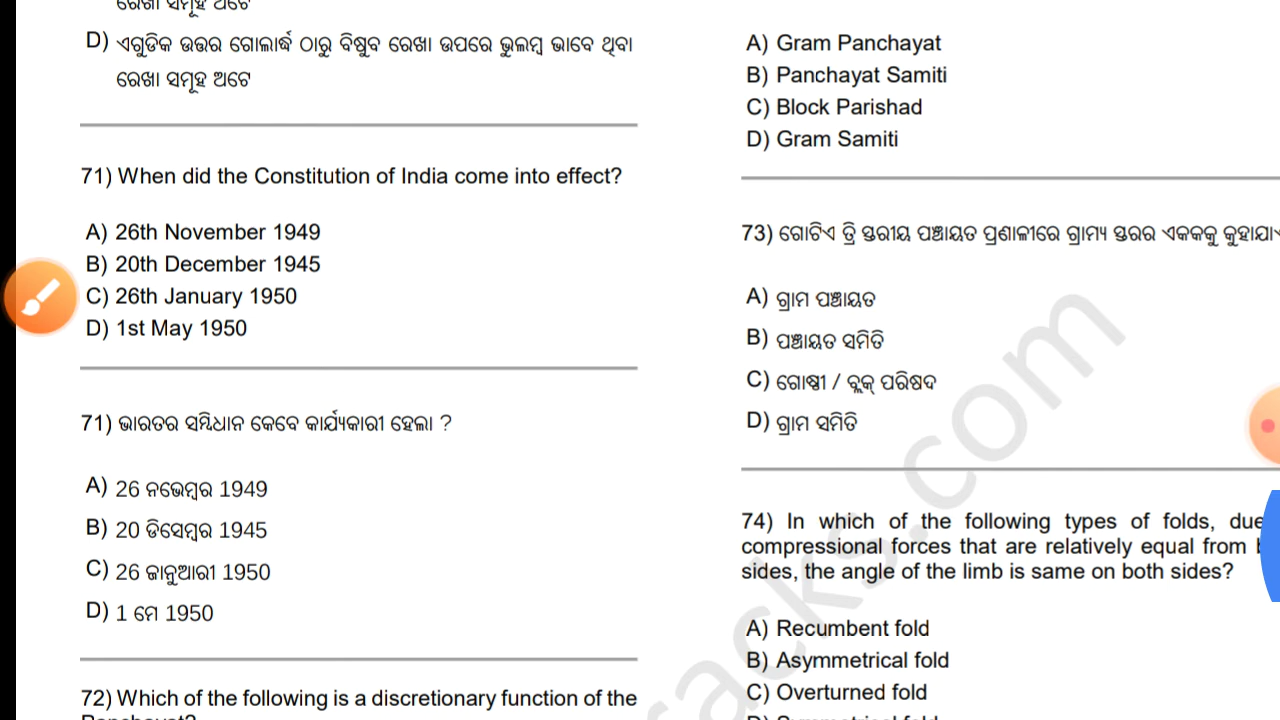 ରେଖା ସମୂହ ଅଟେ
D) ଏଗୁଡିକ ଉତ୍ତର ଗୋଲାର୍ଦ୍ଧ ଠାରୁ ବିଷୁବ ରେଖା ଉପରେ ଭୁଲମ୍ବ ଭାବେ ଥିବା
ରେଖା ସମୂହ ଅଟେ
71) When did the Constitution of India come into effect?
A) 26th November 1949
B) 20th December 1945
C) 26th January 1950
D) 1st May 1950
71) ଭାରତର ସମ୍ବିଧାନ କେବେ କାର୍ଯ୍ୟକାରୀ ହେଲା ?
A) 26 ନଭେମ୍ବର 1949
B) 20 ଡିସେମ୍ବର 1945
C) 26 ଜାନୁଆରୀ 1950
D) 1 ମେ 1950
72) Which of the following is a discretionary function of the
Panchayat?
A) Gram Panchayat
B) Panchayat Samiti
C) Block Parishad
D) Gram Samiti
73) ଗୋଟିଏ ତ୍ରି ସ୍ତରୀୟ ପଞ୍ଚାୟତ ପ୍ରଣାଳୀରେ ଗ୍ରାମ୍ୟ ସ୍ତରର ଏକକକୁ
A) ଗ୍ରାମ ପଞ୍ଚାୟତ
B) ପଞ୍ଚାୟତ ସମିତି
C) ଗୋଷ୍ଠୀ / ବ୍ଲକ୍ ପରିଷଦ
D) ଗ୍ରାମ ସମିତି
74) In which of the following types of folds, due
compressional forces that are relatively equal from
sides, the angle of the limb is same on both sides?
A) Recumbent fold
B) Asymmetrical fold
C) Overturned fold
D) Symmetrical fold